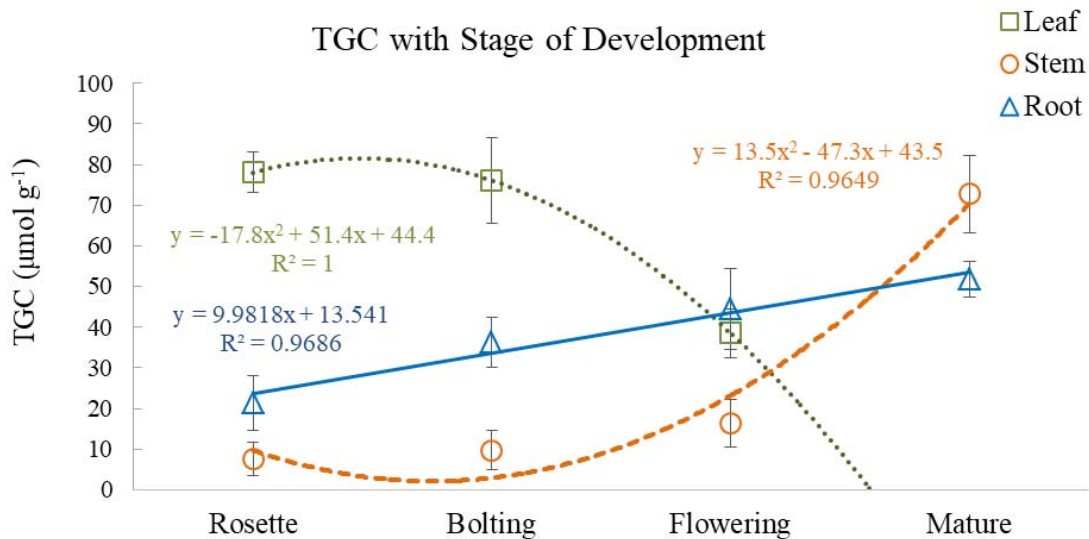 TGC with Stage of Development
Leaf
Stem
Root
TGC (μmol g⁻¹)
100
90
80
70
60
50
40
30
20
10
0
y = 13.5x² - 47.3x + 43.5
R² = 0.9649
y = -17.8x² + 51.4x + 44.4
R² = 1
y = 9.9818x + 13.541
R² = 0.9686
Rosette Bolting Flowering Mature